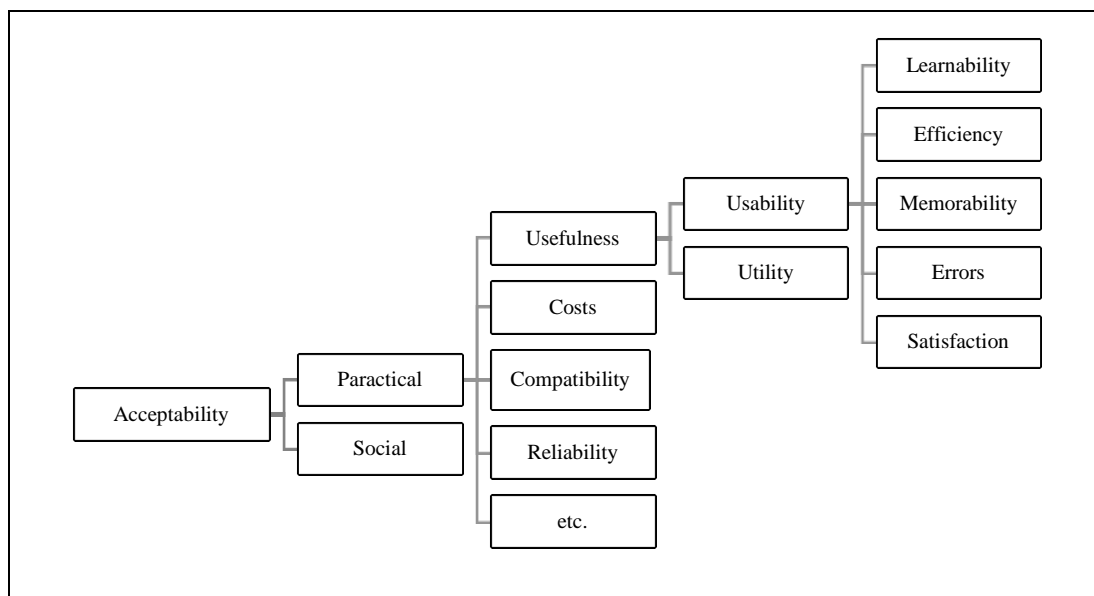 Learnability
Efficiency
Usability
Memorability
Usefulness
Utility
Errors
Costs
Satisfaction
Paractical
Compatibility
Acceptability
Social
Reliability
etc.